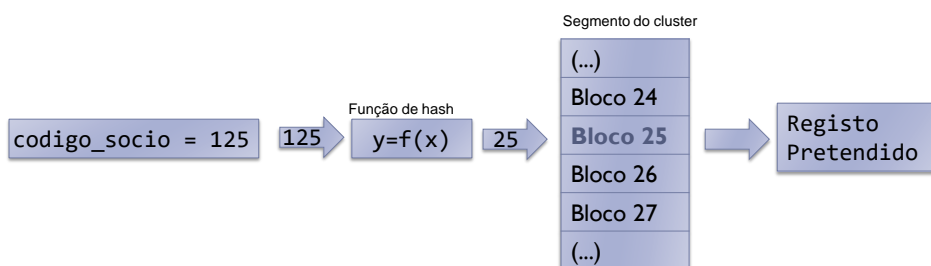 Segmento do cluster
(...)
Bloco 24
Função de hash
codigo_socio = 125
125
y=f(x)
25
Bloco 25
Registo
Pretendido
Bloco 26
Bloco 27
(...)